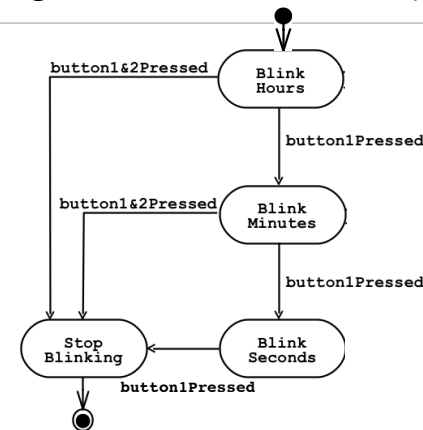 button1&2Pressed
Blink
Hours
button1Pressed
button1&2Pressed
Blink
Minutes
button1Pressed
Stop
Blinking
Blink
Seconds
button1Pressed